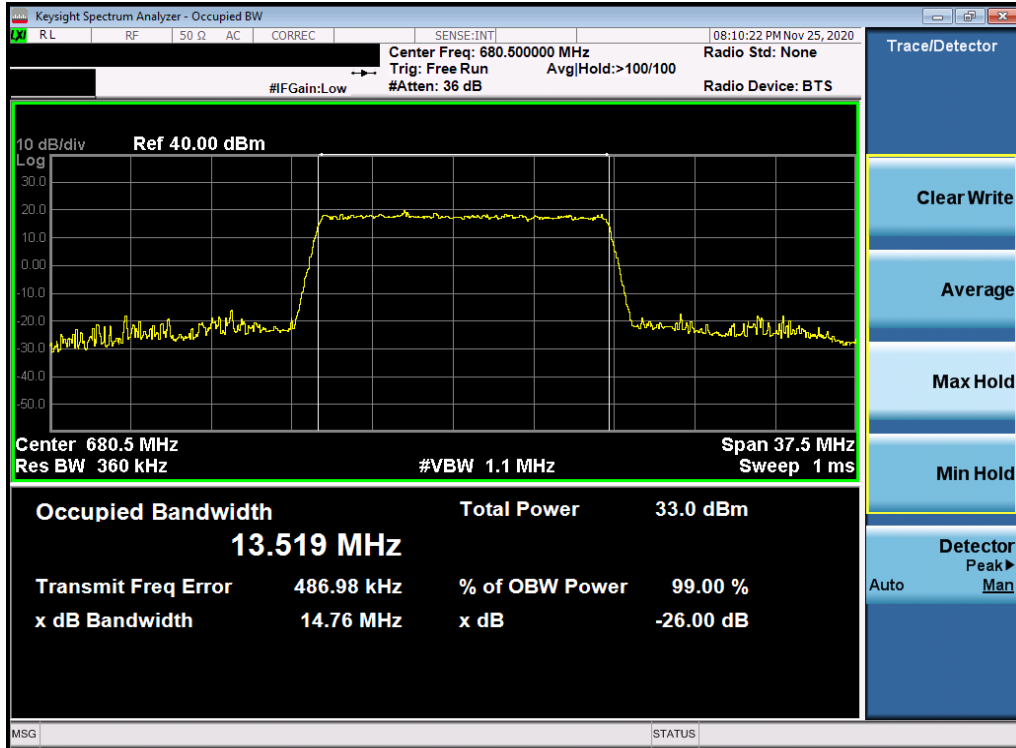 Keysight Spectrum Analyzer - Occupied BW
LXI RL RF 50 Ω AC CORREC SENSE:INT 08:10:22 PM Nov 25, 2020
Center Freq: 680.500000 MHz Radio Std: None
Trig: Free Run Avg|Hold:>100/100
#IFGain:Low #Atten: 36 dB Radio Device: BTS
Trace/Detector
10 dB/div Ref 40.00 dBm
Log
30.0
20.0
10.0
0.00
-10.0
-20.0
-30.0
-40.0
-50.0
Center 680.5 MHz Span 37.5 MHz
Res BW 360 kHz #VBW 1.1 MHz Sweep 1 ms
Occupied Bandwidth Total Power 33.0 dBm
13.519 MHz
Transmit Freq Error 486.98 kHz % of OBW Power 99.00 %
x dB Bandwidth 14.76 MHz x dB -26.00 dB
Clear Write
Average
Max Hold
Min Hold
Detector
Peak▶
Auto Man
MSG STATUS